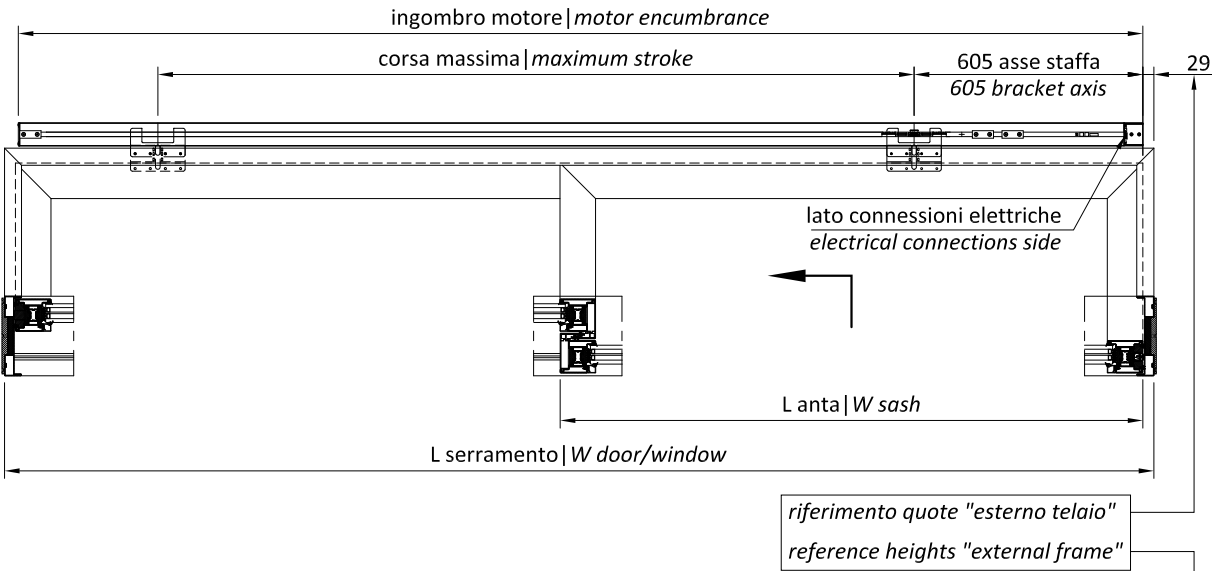 ingombro motore|motor encumbrance
corsa massima|maximum stroke
605 asse staffa
605 bracket axis
29
lato connessioni elettriche
electrical connections side
L anta|W sash
L serramento|W door/window
riferimento quote "esterno telaio"
reference heights "external frame"